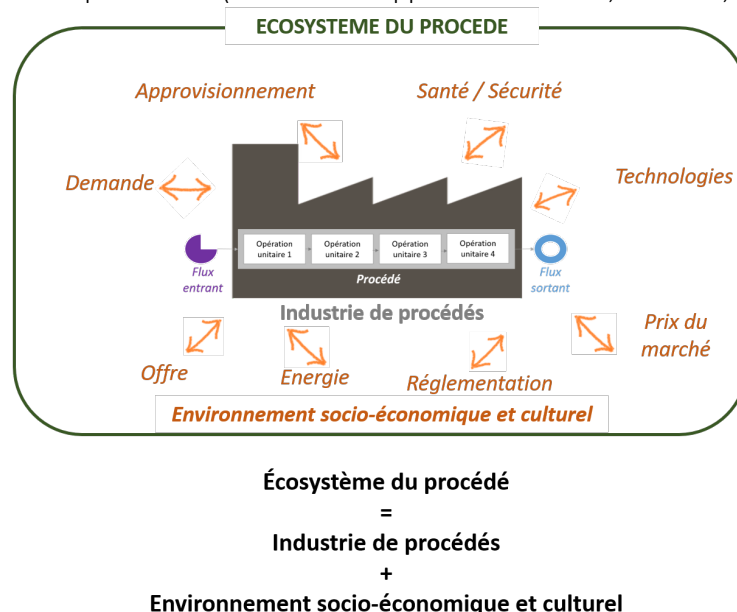 ECOSYSTEME DU PROCEDE
Approvisionnement
Santé / Sécurité
Demande
Technologies
Opération
unitaire 1
Opération
unitaire 2
Opération
unitaire 3
Opération
unitaire 4
Flux
entrant
Procédé
Flux
sortant
Industrie de procédés
Prix du
marché
Offre
Energie
Réglementation
Environnement socio-économique et culturel
Écosystème du procédé
=
Industrie de procédés
+
Environnement socio-économique et culturel